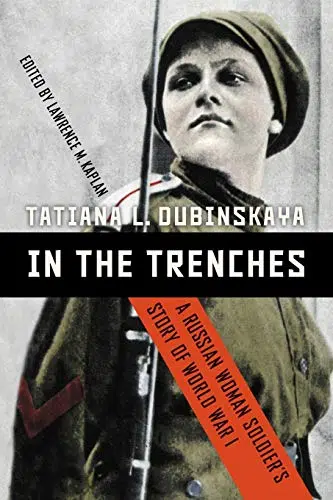 EDITED BY LAWRENCE M. KAPLAN
TATIANA L. DUBINSKAYA
IN THE TRENCHES
A RUSSIAN WOMAN SOLDIER'S
STORY OF WORLD WAR I